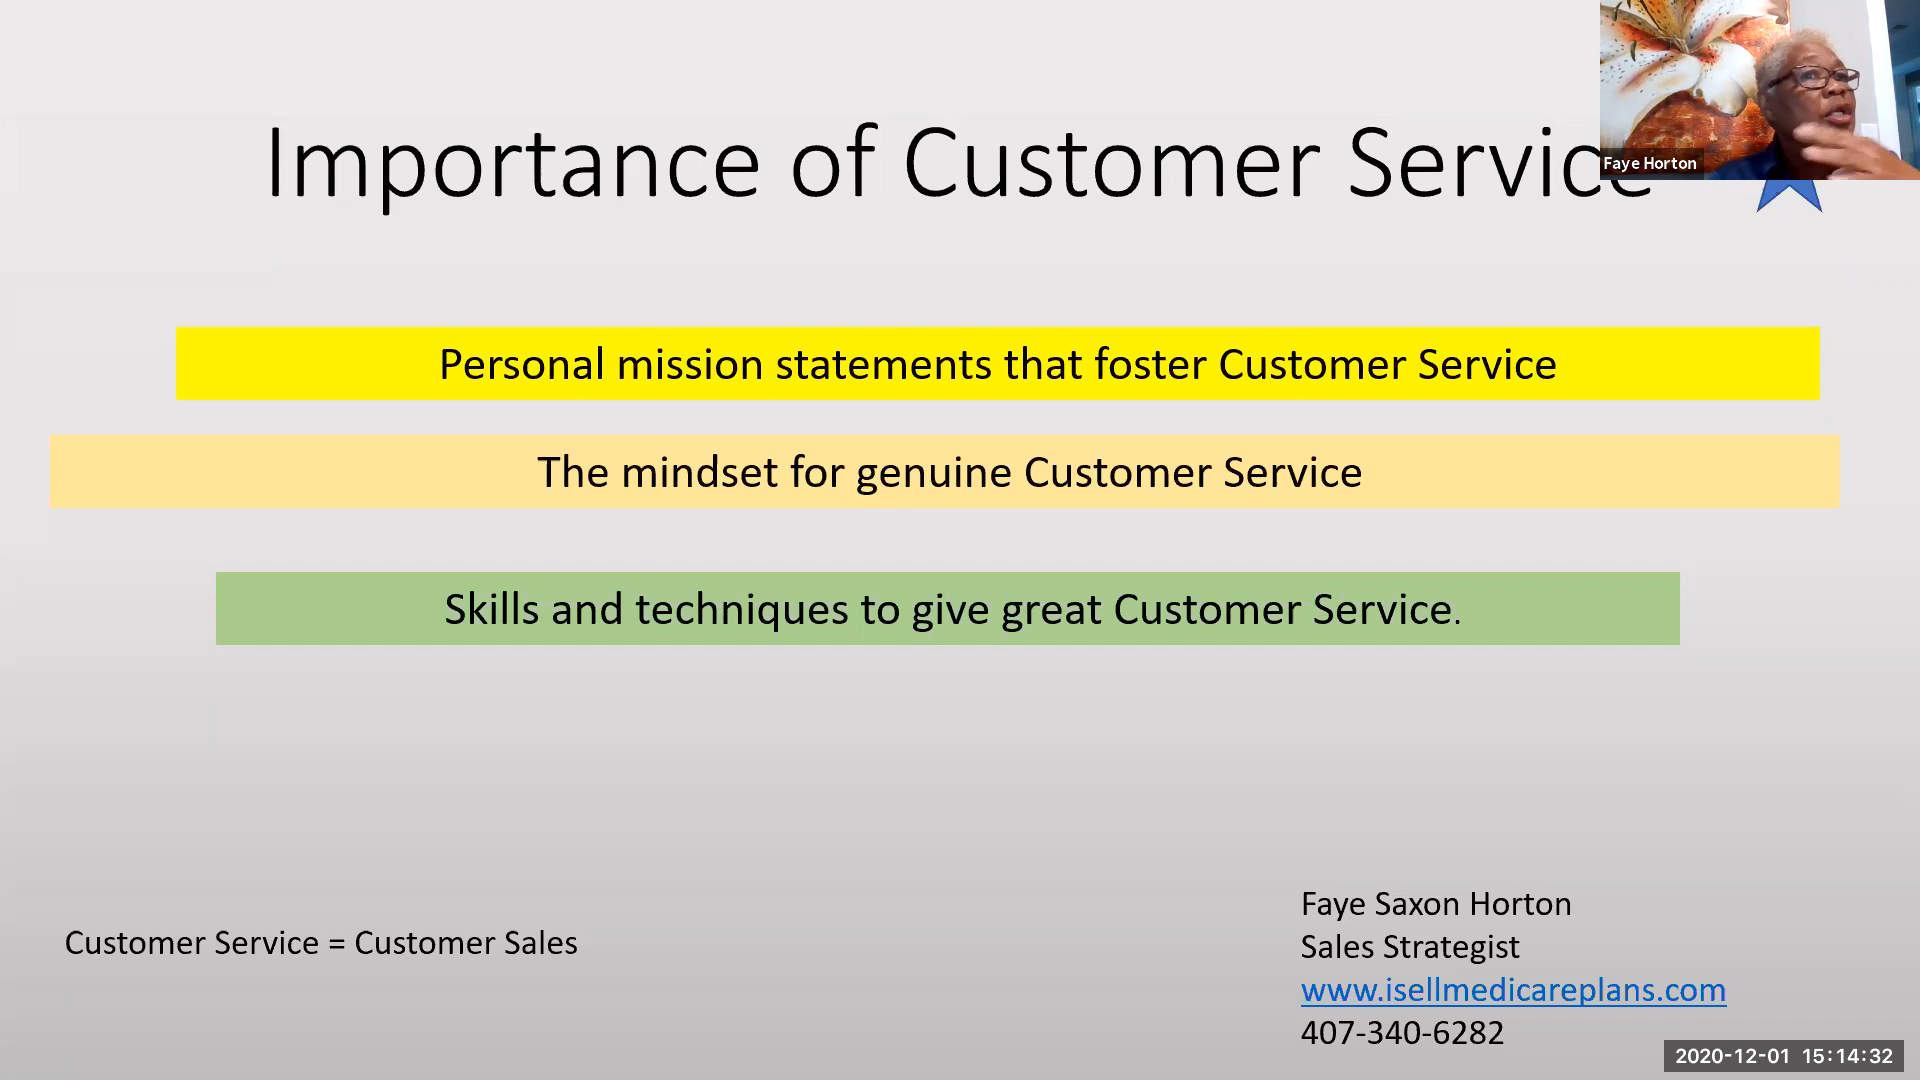 Importance of Customer Service
Faye Horton
Personal mission statements that foster Customer Service
The mindset for genuine Customer Service
Skills and techniques to give great Customer Service.
Customer Service = Customer Sales
Faye Saxon Horton
Sales Strategist
www.isellmedicareplans.com
407-340-6282
2020-12-01 15:14:32